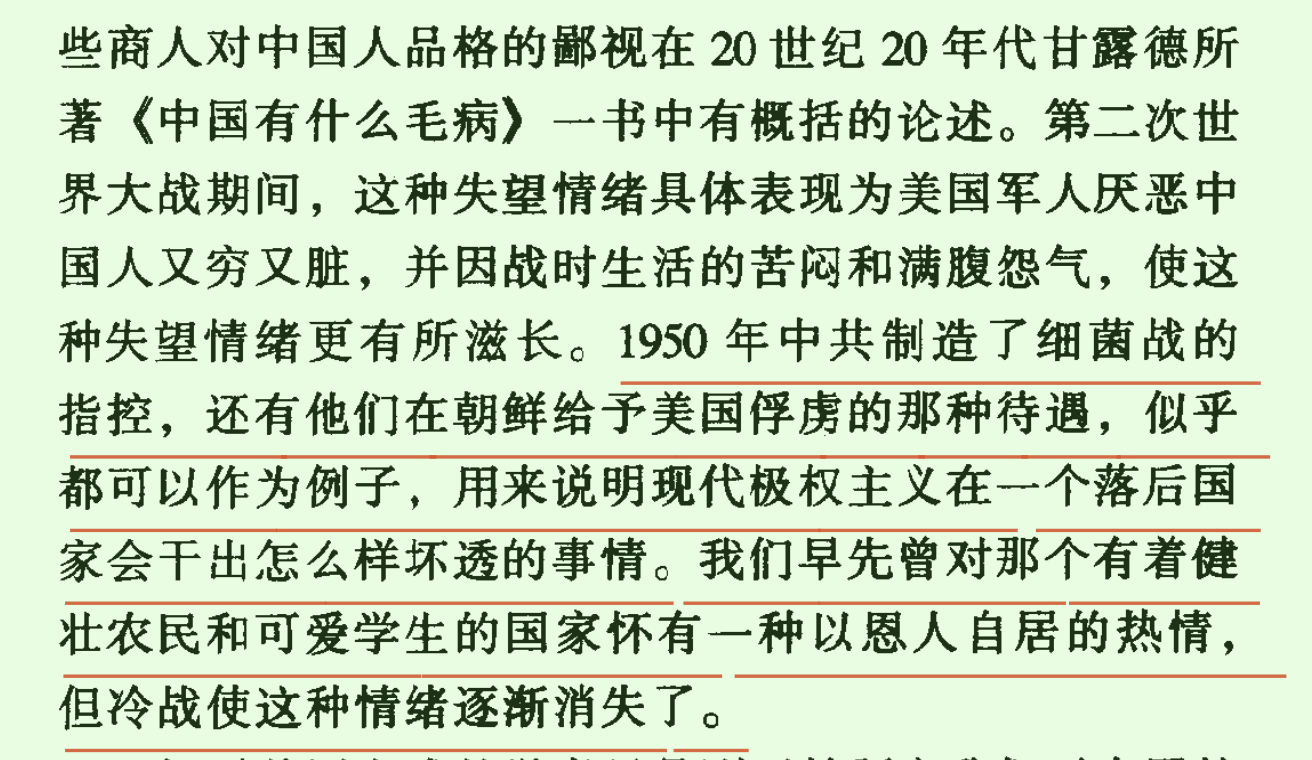 些商人对中国人品格的鄙视在 20 世纪 20 年代甘露德所
著《中国有什么毛病》一书中有概括的论述。第二次世
界大战期间，这种失望情绪具体表现为美国军人厌恶中
国人又穷又脏，并因战时生活的苦闷和满腹怨气，使这
种失望情绪更有所滋长。1950 年中共制造了细菌战的
指控，还有他们在朝鲜给予美国俘虏的那种待遇，似乎
都可以作为例子，用来说明现代极权主义在一个落后国
家会干出怎么样坏透的事情。我们早先曾对那个有着健
壮农民和可爱学生的国家怀有一种以恩人自居的热情，
但冷战使这种情绪逐渐消失了。